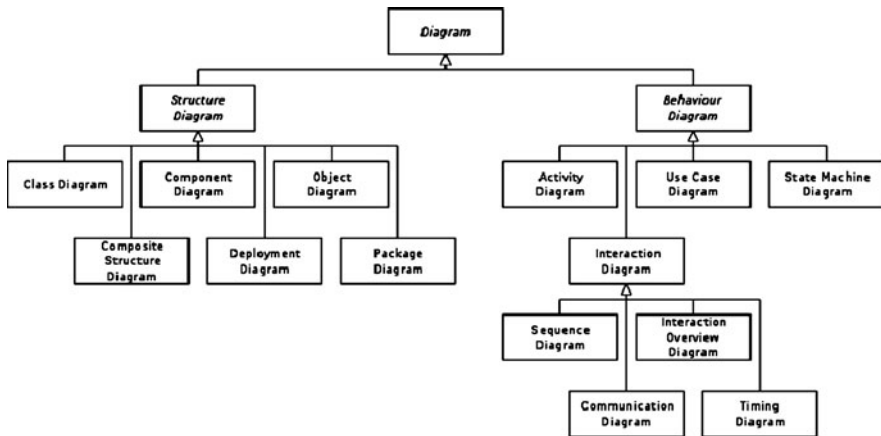 Diagram
Structure
Diagram
Behaviour
Diagram
Class Diagram
Component
Diagram
Object
Diagram
Activity
Diagram
Use Case
Diagram
State Machine
Diagram
Composite
Structure
Diagram
Deployment
Diagram
Package
Diagram
Interaction
Diagram
Sequence
Diagram
Interaction
Overview
Diagram
Communication
Diagram
Timing
Diagram